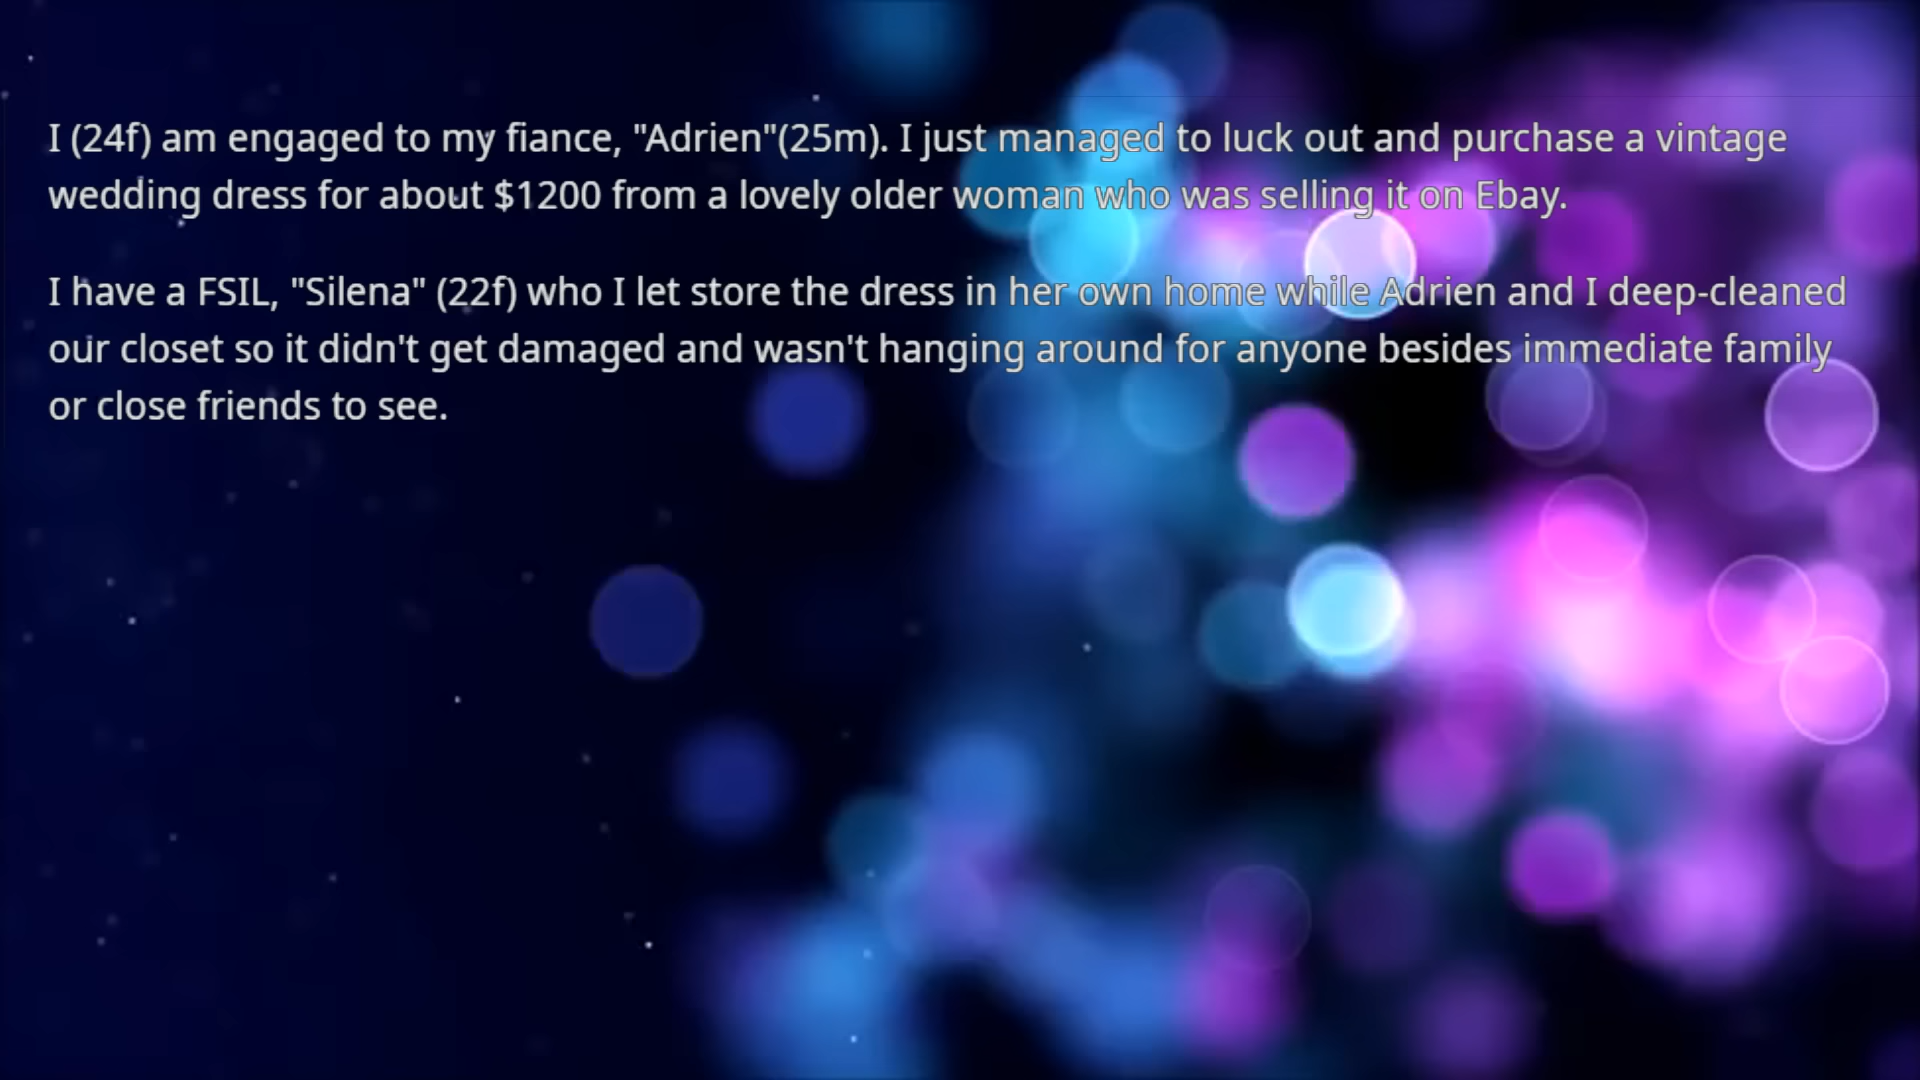 I (24f) am engaged to my fiance, "Adrien"(25m). I just managed to luck out and purchase a vintage
wedding dress for about $1200 from a lovely older woman who was selling it on Ebay.
I have a FSIL, "Silena" (22f) who I let store the dress in her own home while Adrien and I deep-cleaned
our closet so it didn't get damaged and wasn't hanging around for anyone besides immediate family
or close friends to see.